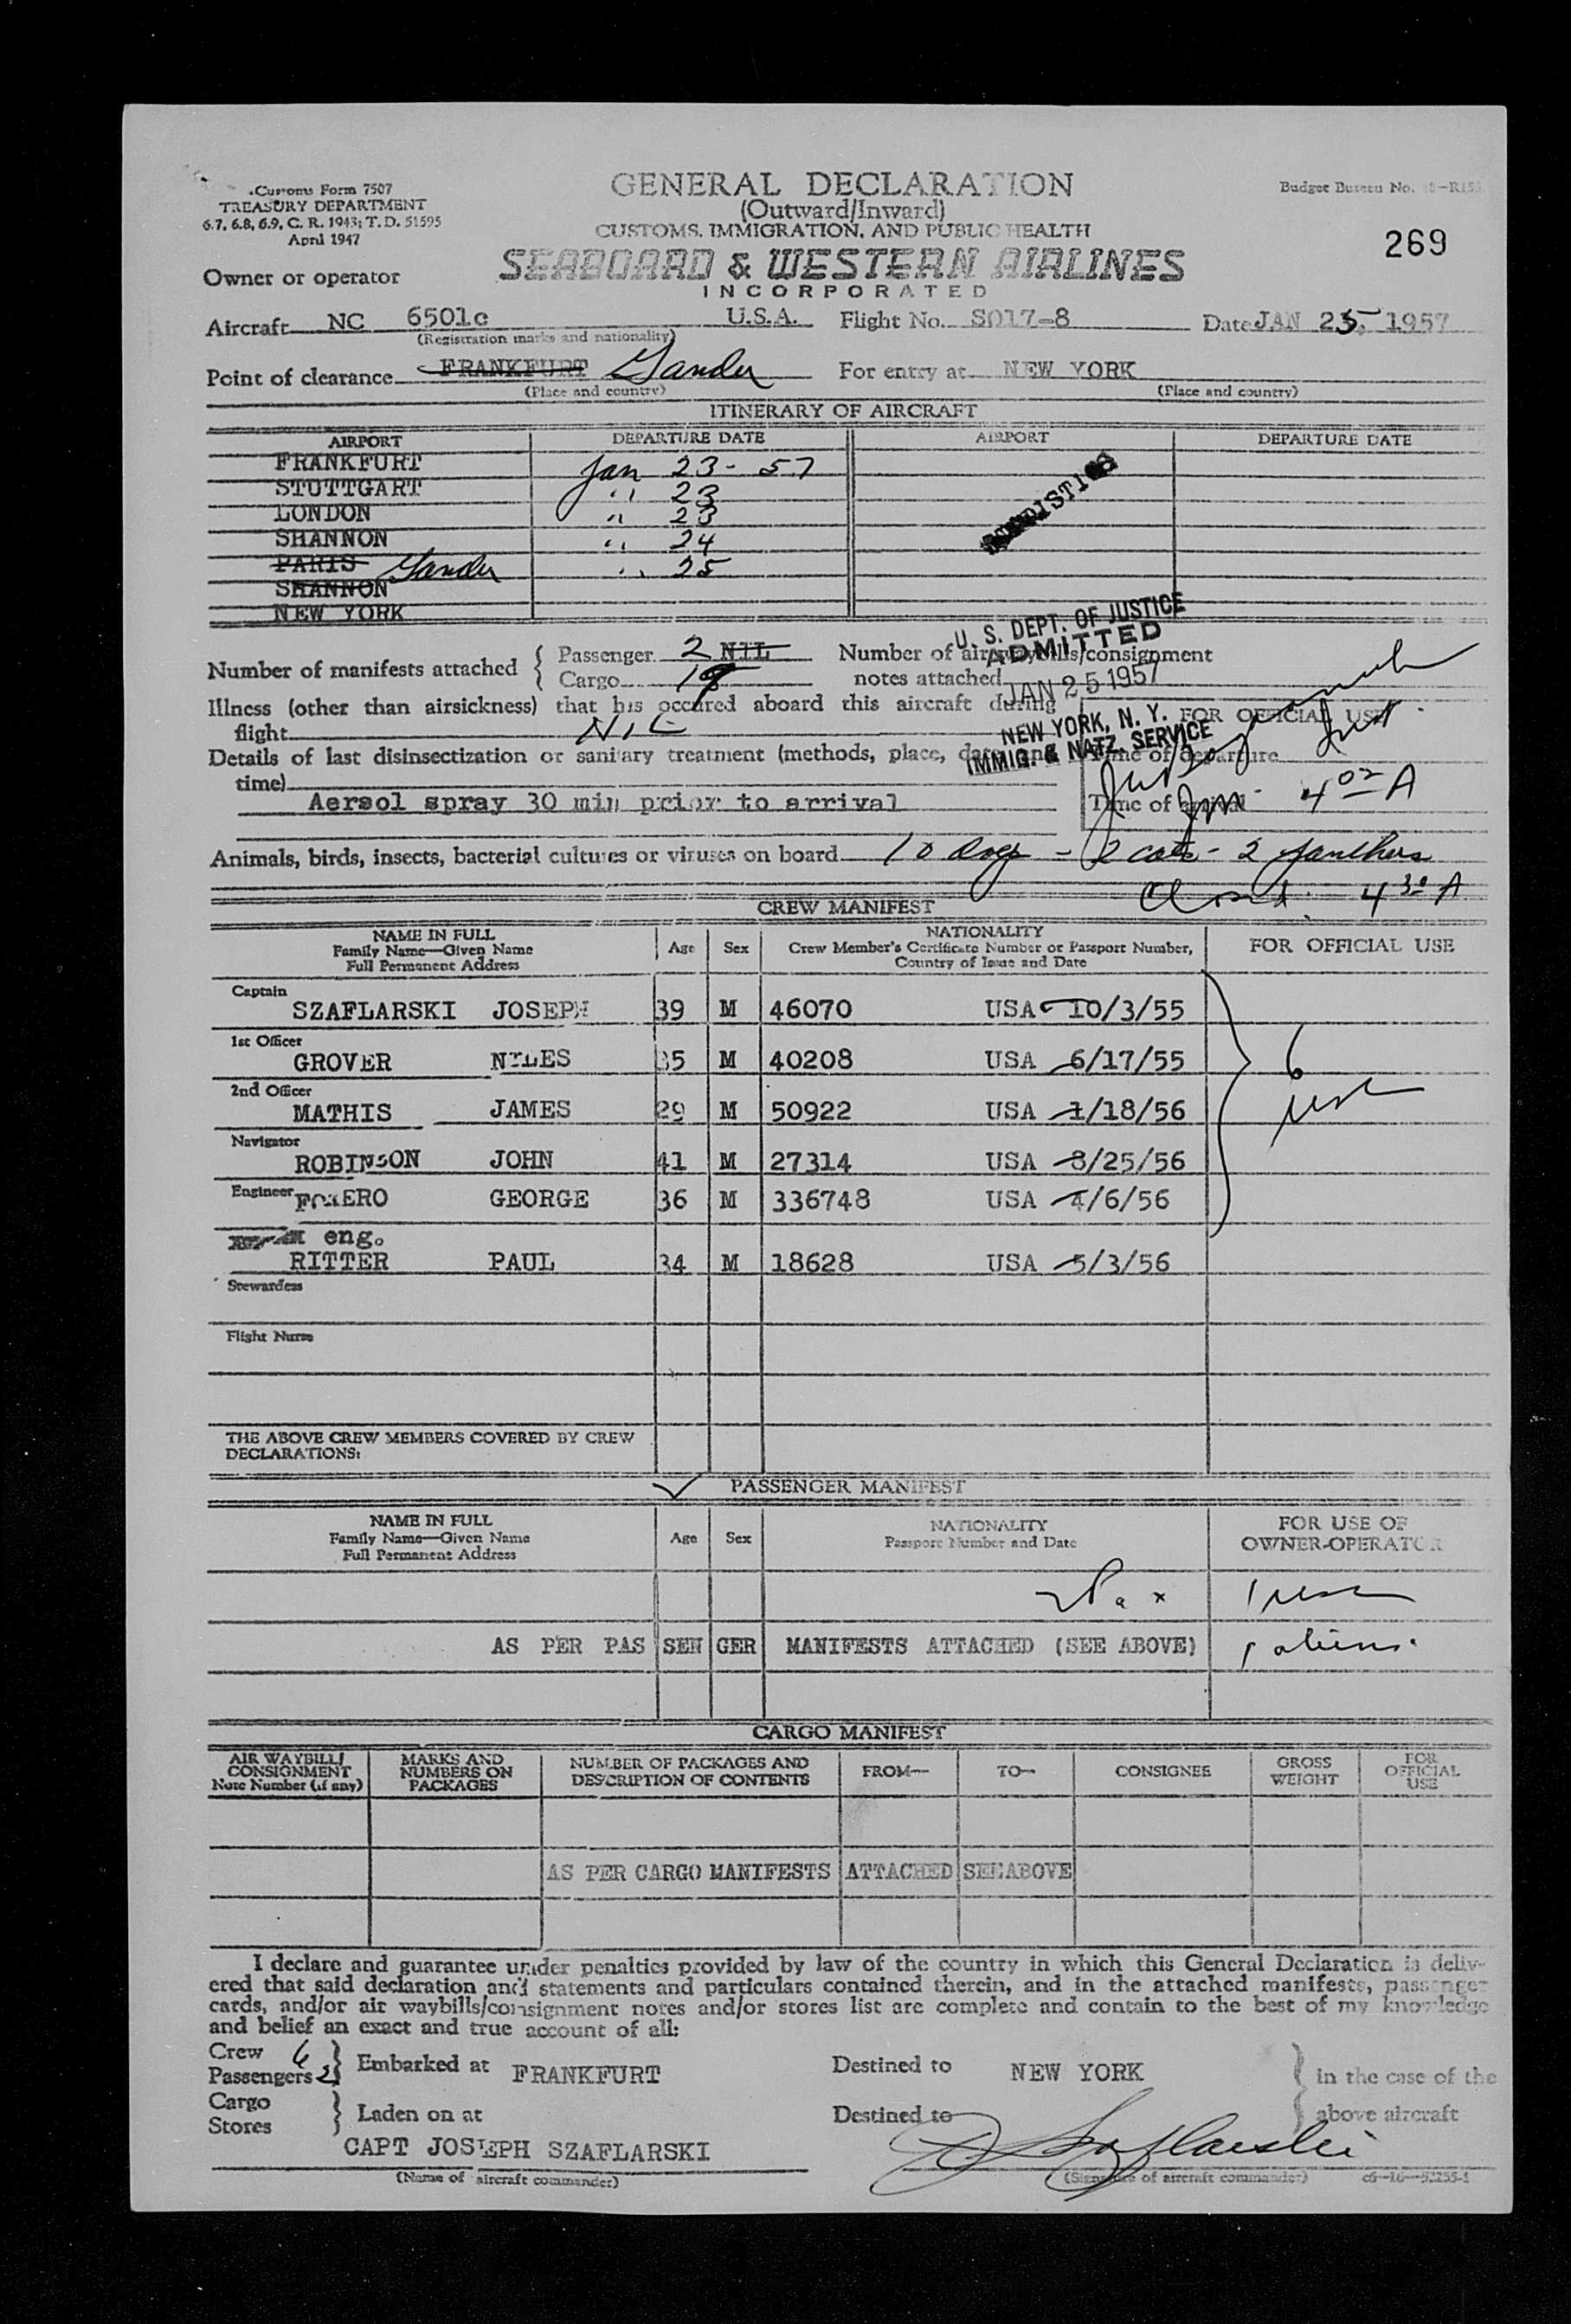 Customs Form 7507
TREASURY DEPARTMENT
6.7, 6.8, 6.9, C. R. 1943; T. D. 51595
April 1947
GENERAL DECLARATION
(Outward/Inward)
CUSTOMS, IMMIGRATION, AND PUBLIC HEALTH
Budget Bureau No.
269
Owner or operator
SEABOARD & WESTERN AIRLINES
INCORPORATED
Aircraft NC 6501c U.S.A. Flight No. S017-8 Date JAN 25, 1957
(Registration marks and nationality)
Point of clearance FRANKFURT Gander For entry at NEW YORK
(Place and country) (Place and country)
ITINERARY OF AIRCRAFT
AIRPORT DEPARTURE DATE AIRPORT DEPARTURE DATE
FRANKFURT Jan 23-57
STUTTGART " 23
LONDON " 23
SHANNON " 24
PARIS Gander " 25
SHANNON
NEW YORK
U. S. DEPT. OF JUSTICE
ADMITTED
JAN 25 1957
NEW YORK, N. Y.
IMMIG. & NATZ. SERVICE
Number of manifests attached { Passenger 2 NIL Number of air waybills/consignment
Cargo notes attached
Illness (other than airsickness) that has occured aboard this aircraft during
flight NIL
FOR OFFICIAL USE
Details of last disinsectization or sanitary treatment (methods, place, date and
time)
Time of departure
Aersol spray 30 min prior to arrival
Time of arrival 4 02 A
Animals, birds, insects, bacterial cultures or viruses on board 10 dogs - 2 cats - 2 panthers
4 30 A
CREW MANIFEST
NAME IN FULL
Family Name—Given Name
Full Permanent Address
Age Sex
NATIONALITY
Crew Member's Certificate Number or Passport Number,
Country of Issue and Date
FOR OFFICIAL USE
Captain
SZAFLARSKI JOSEPH 39 M 46070 USA 10/3/55
1st Officer
GROVER NILES 35 M 40208 USA 6/17/55
6
2nd Officer
MATHIS JAMES 29 M 50922 USA 1/18/56
Navigator
ROBINSON JOHN 41 M 27314 USA 8/25/56
Engineer
GEORGE 36 M 336748 USA 4/6/56
eng.
RITTER PAUL 34 M 18628 USA 5/3/56
Stewardess
Flight Nurse
THE ABOVE CREW MEMBERS COVERED BY CREW
DECLARATIONS:
PASSENGER MANIFEST
NAME IN FULL
Family Name—Given Name
Full Permanent Address
Age Sex
NATIONALITY
Passport Number and Date
FOR USE OF
OWNER-OPERATOR
Pax
AS PER PASSENGER MANIFESTS ATTACHED (SEE ABOVE)
CARGO MANIFEST
AIR WAYBILL/
CONSIGNMENT
Note Number (if any)
MARKS AND
NUMBERS ON
PACKAGES
NUMBER OF PACKAGES AND
DESCRIPTION OF CONTENTS
FROM—
TO—
CONSIGNEE
GROSS
WEIGHT
FOR
OFFICIAL
USE
AS PER CARGO MANIFESTS ATTACHED SEE ABOVE
I declare and guarantee under penalties provided by law of the country in which this General Declaration is deliv-
ered that said declaration and statements and particulars contained therein, and in the attached manifests, passenger
cards, and/or air waybills/consignment notes and/or stores list are complete and contain to the best of my knowledge
and belief an exact and true account of all:
Crew 6
Passengers 2 } Embarked at FRANKFURT Destined to NEW YORK } in the case of the
Cargo
Stores } Laden on at Destined to above aircraft
CAPT JOSEPH SZAFLARSKI J Szaflarski
(Name of aircraft commander) (Signature of aircraft commander) c6—16—52255-1